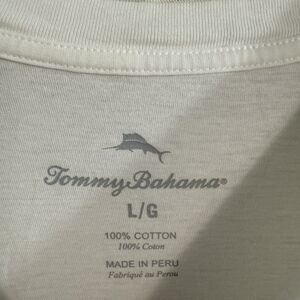 Tommy Bahama®
L/G
100% COTTON
100% Coton
MADE IN PERU
Fabriqué au Perou